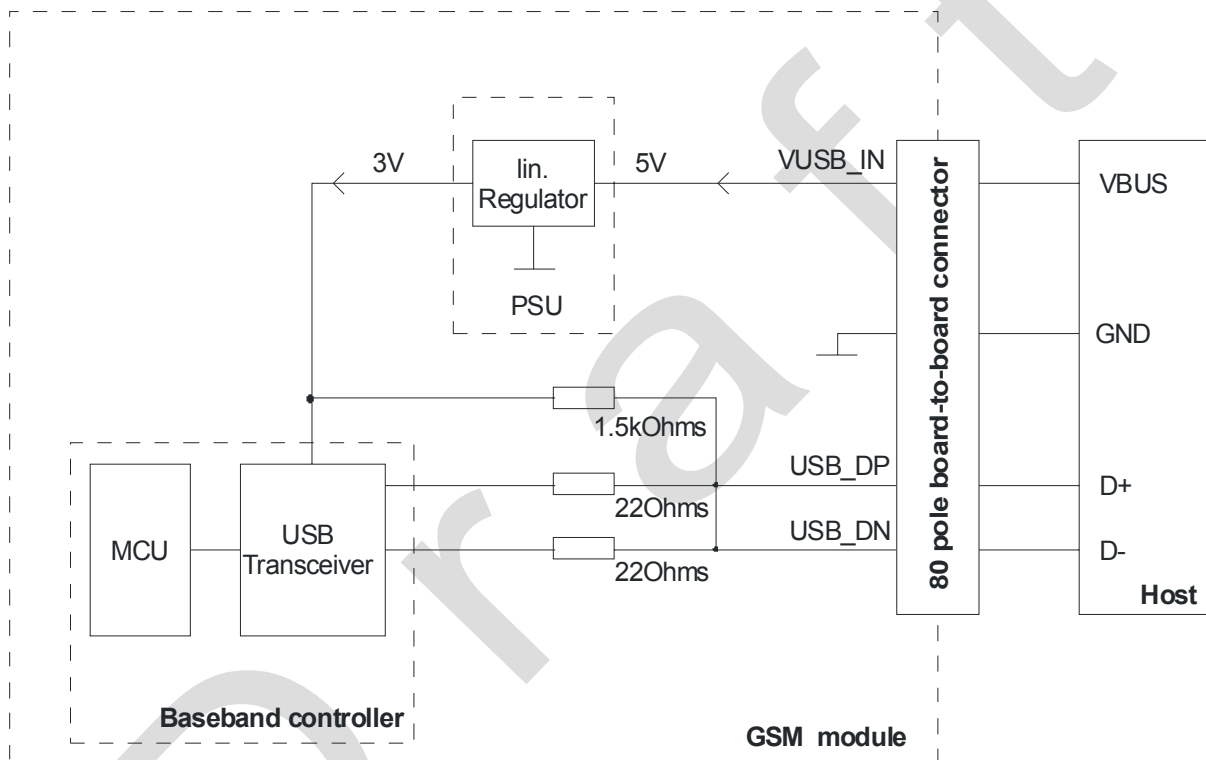 3V
lin.
Regulator
5V
VUSB_IN
VBUS
PSU
GND
80 pole board-to-board connector
1.5kOhms
USB_DP
D+
22Ohms
MCU
USB
Transceiver
USB_DN
D-
22Ohms
Host
Baseband controller
GSM module
Draft